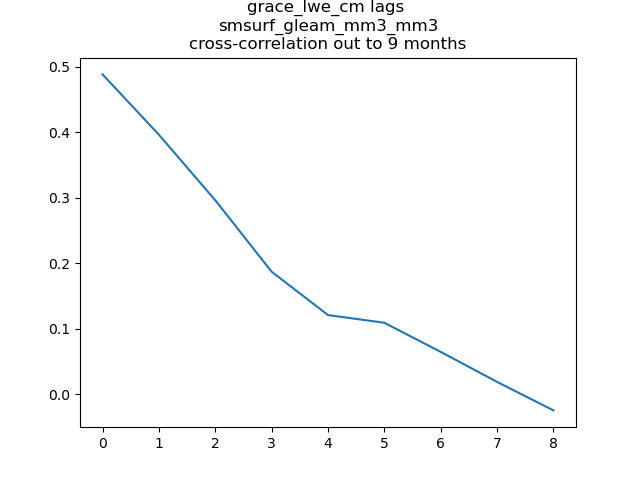 grace_lwe_cm lags
smsurf_gleam_mm3_mm3
cross-correlation out to 9 months
0.5
0.4
0.3
0.2
0.1
0.0
0 1 2 3 4 5 6 7 8